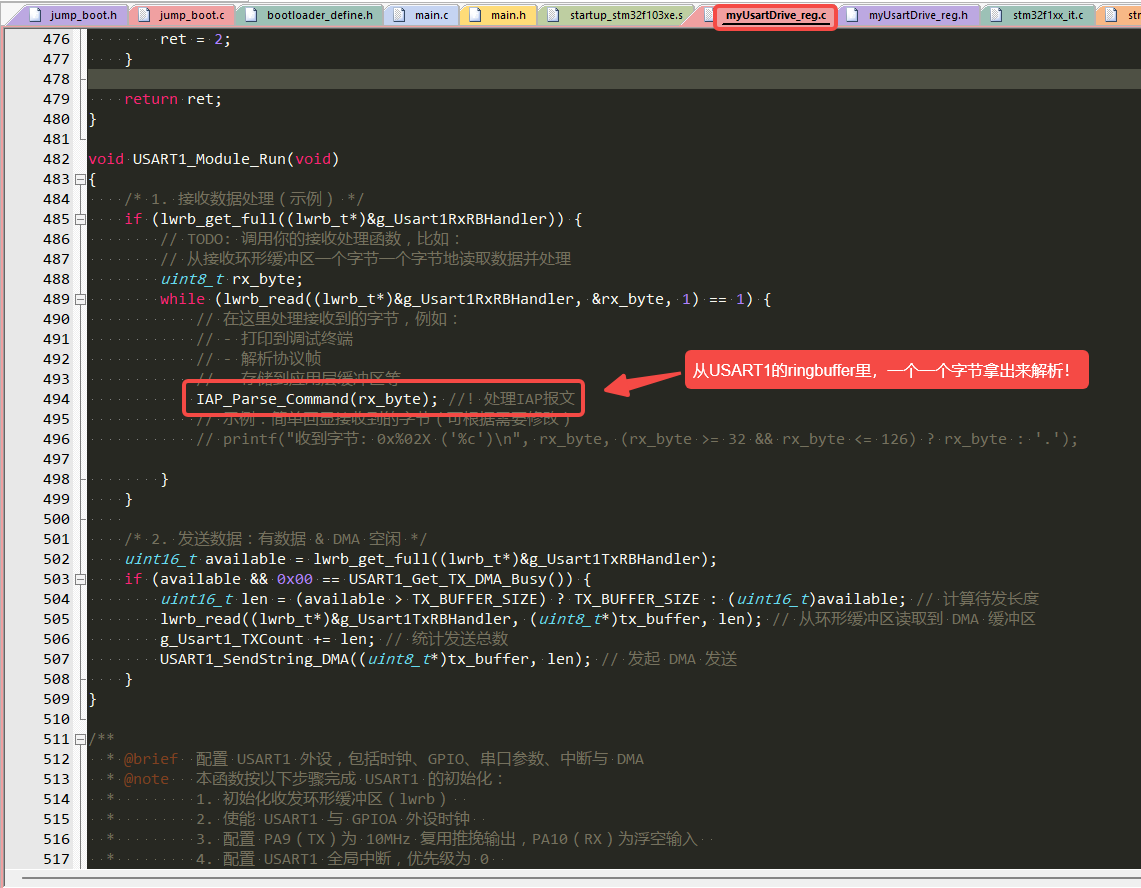 jump_boot.h jump_boot.c bootloader_define.h main.c main.h startup_stm32f103xe.s myUsartDrive_reg.c myUsartDrive_reg.h stm32f1xx_it.c
476 ret = 2;
477 }
478
479 return ret;
480 }
481
482 void USART1_Module_Run(void)
483 {
484 /* 1. 接收数据处理（示例） */
485 if (lwrb_get_full((lwrb_t*)&g_Usart1RxRBHandler)) {
486 // TODO: 调用你的接收处理函数，比如：
487 // 从接收环形缓冲区一个字节一个字节地读取数据并处理
488 uint8_t rx_byte;
489 while (lwrb_read((lwrb_t*)&g_Usart1RxRBHandler, &rx_byte, 1) == 1) {
490 // 在这里处理接收到的字节，例如：
491 // - 打印到调试终端
492 // - 解析协议帧
493 // - 存储到应用层缓冲区等
494 IAP_Parse_Command(rx_byte); //! 处理IAP报文
从USART1的ringbuffer里，一个一个字节拿出来解析！
495 // 示例：简单回显接收到的字节（可根据需要修改）
496 // printf("收到字节: 0x%02X ('%c')\n", rx_byte, (rx_byte >= 32 && rx_byte <= 126) ? rx_byte : '.');
497
498 }
499 }
500
501 /* 2. 发送数据：有数据 & DMA 空闲 */
502 uint16_t available = lwrb_get_full((lwrb_t*)&g_Usart1TxRBHandler);
503 if (available && 0x00 == USART1_Get_TX_DMA_Busy()) {
504 uint16_t len = (available > TX_BUFFER_SIZE) ? TX_BUFFER_SIZE : (uint16_t)available; // 计算待发长度
505 lwrb_read((lwrb_t*)&g_Usart1TxRBHandler, (uint8_t*)tx_buffer, len); // 从环形缓冲区读取到 DMA 缓冲区
506 g_Usart1_TXCount += len; // 统计发送总数
507 USART1_SendString_DMA((uint8_t*)tx_buffer, len); // 发起 DMA 发送
508 }
509 }
510
511 /**
512 * @brief 配置 USART1 外设，包括时钟、GPIO、串口参数、中断与 DMA
513 * @note 本函数按以下步骤完成 USART1 的初始化：
514 * 1. 初始化收发环形缓冲区（lwrb）
515 * 2. 使能 USART1 与 GPIOA 外设时钟
516 * 3. 配置 PA9（TX）为 10MHz 复用推挽输出，PA10（RX）为浮空输入
517 * 4. 配置 USART1 全局中断，优先级为 0